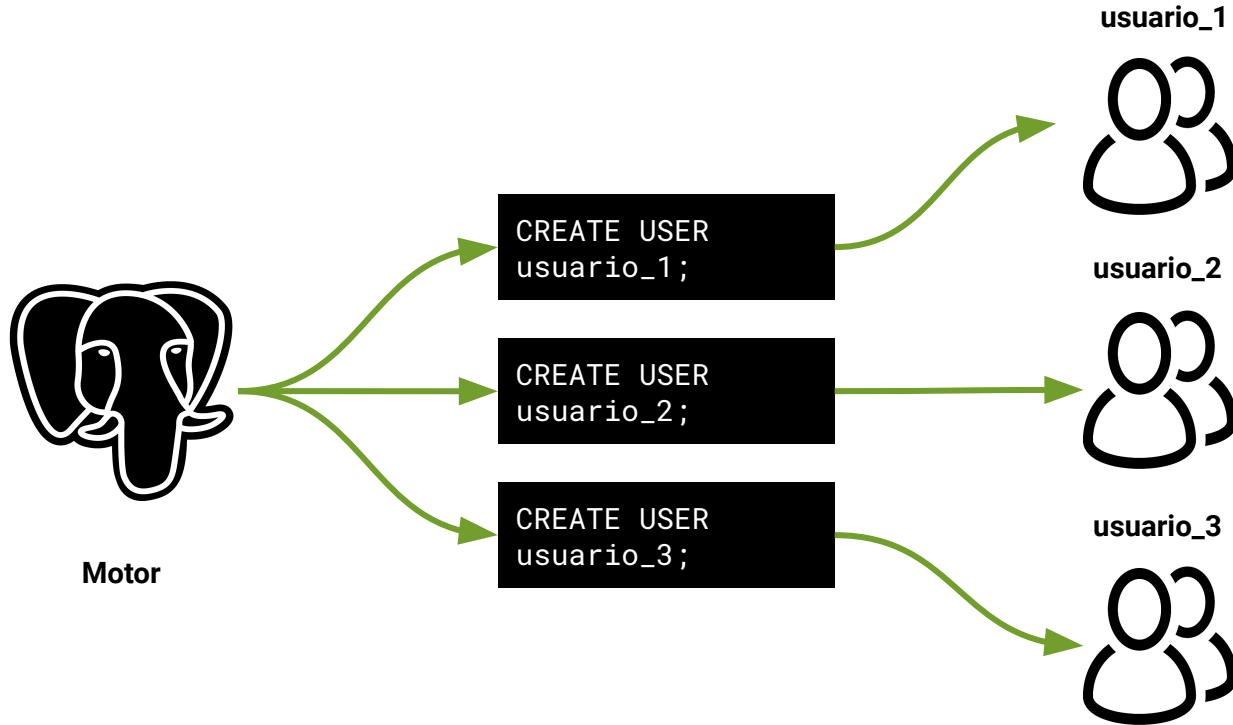 usuario_1
CREATE USER
usuario_1;
usuario_2
CREATE USER
usuario_2;
CREATE USER
usuario_3;
usuario_3
Motor